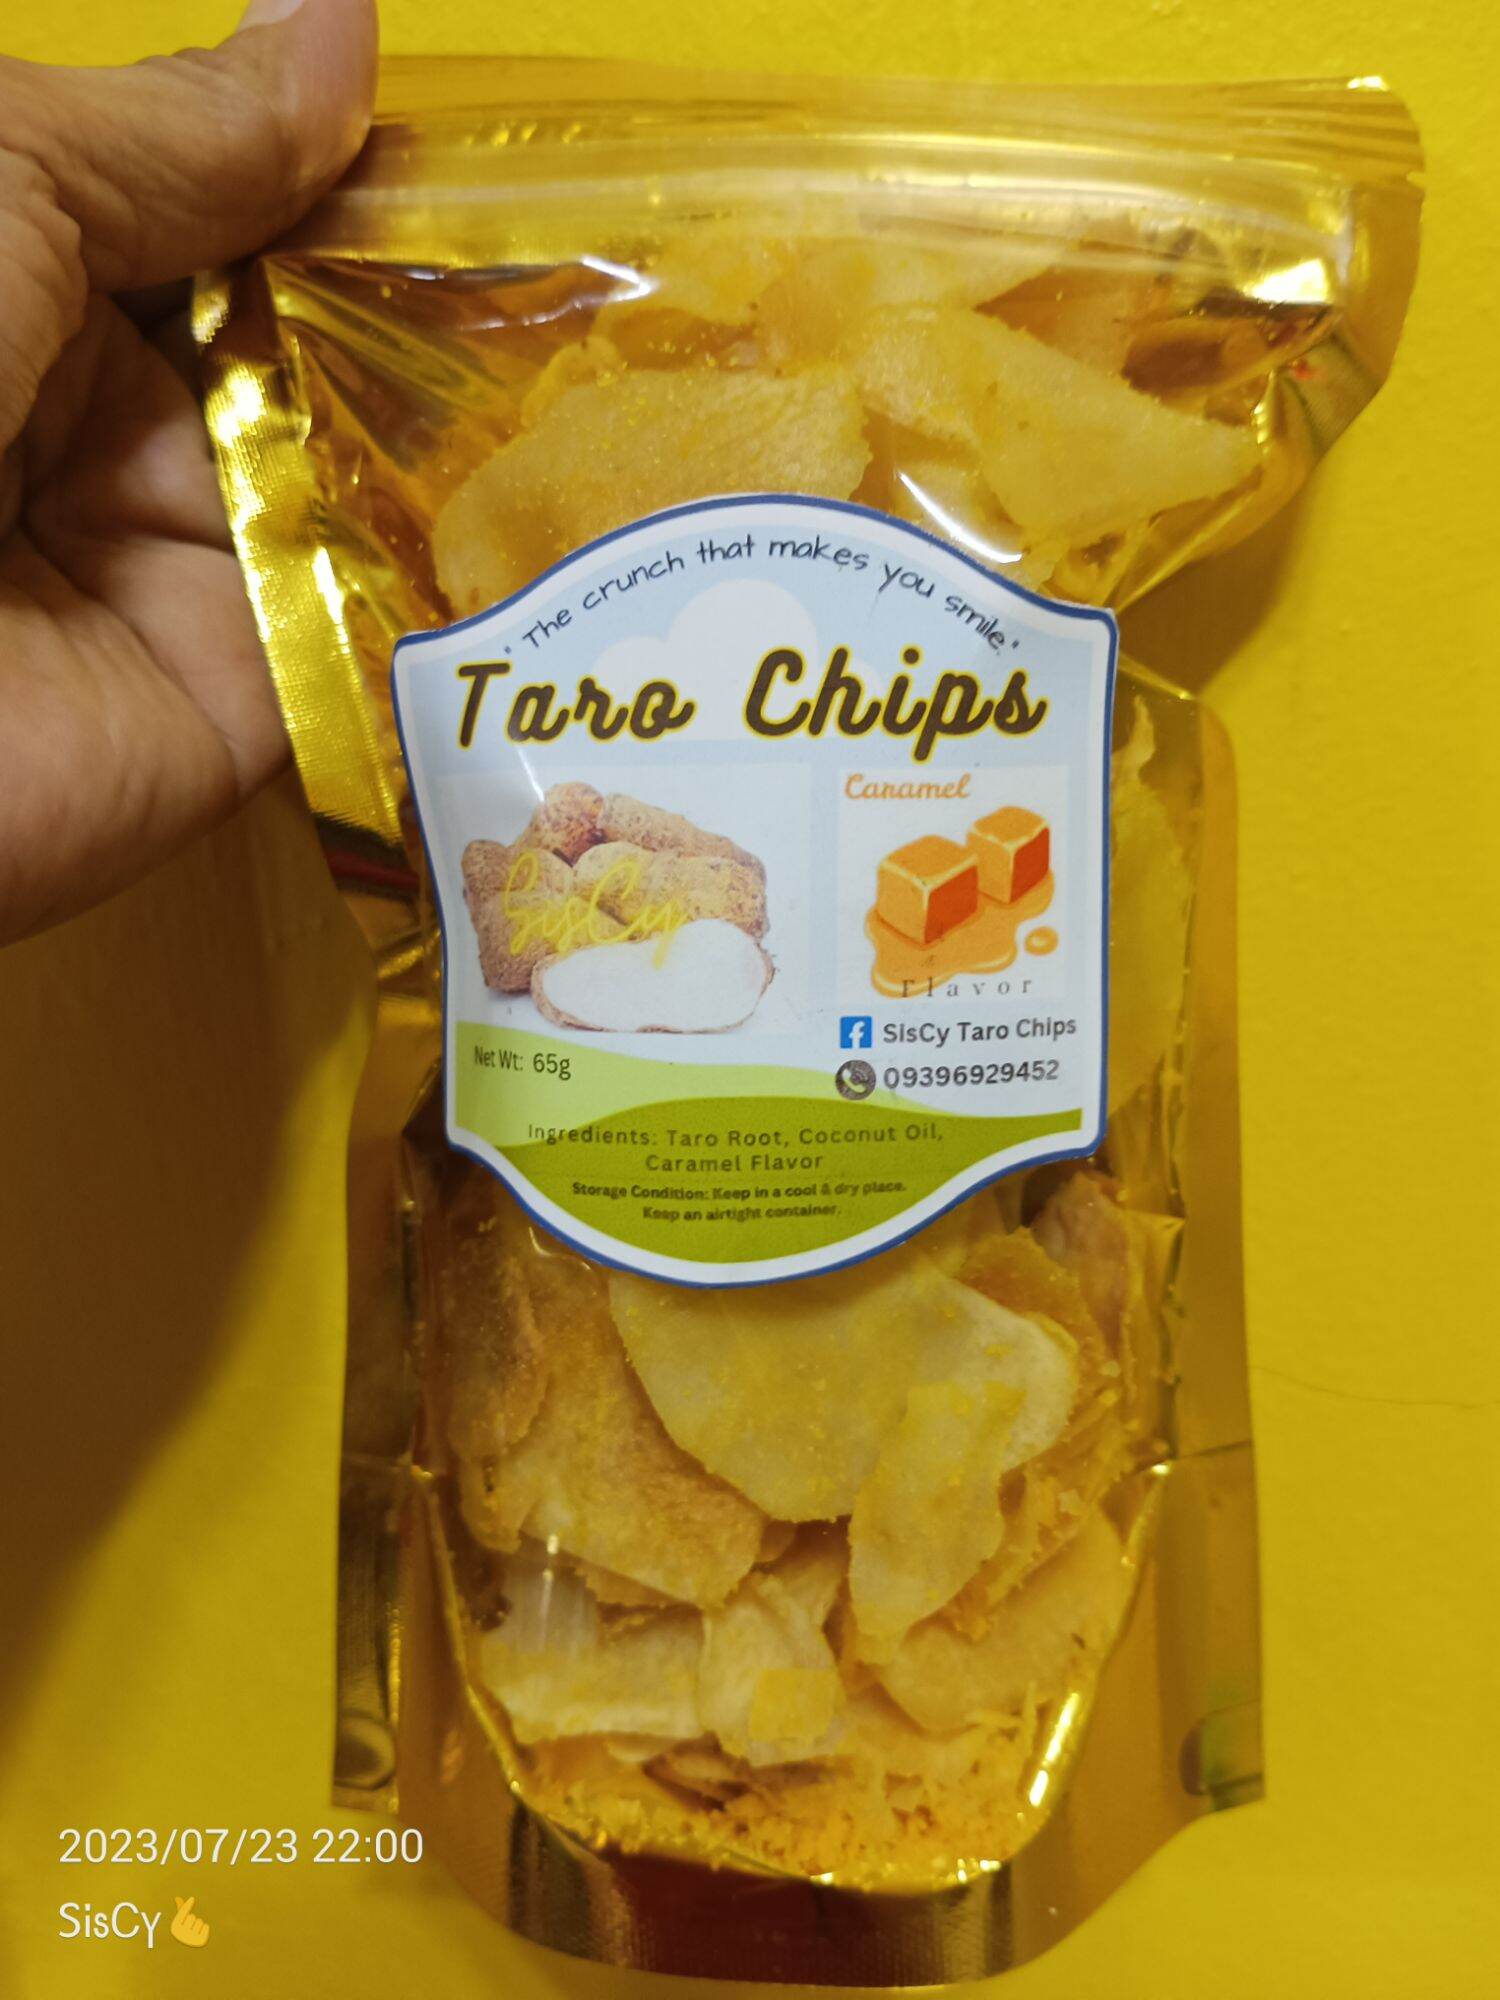 "The crunch that makes you smile."
Taro Chips
Caramel
SisCy
Flavor
SisCy Taro Chips
Net Wt: 65g
09396929452
Ingredients: Taro Root, Coconut Oil,
Caramel Flavor
Storage Condition: Keep in a cool & dry place.
Keep an airtight container.
2023/07/23 22:00
SisCy🫰